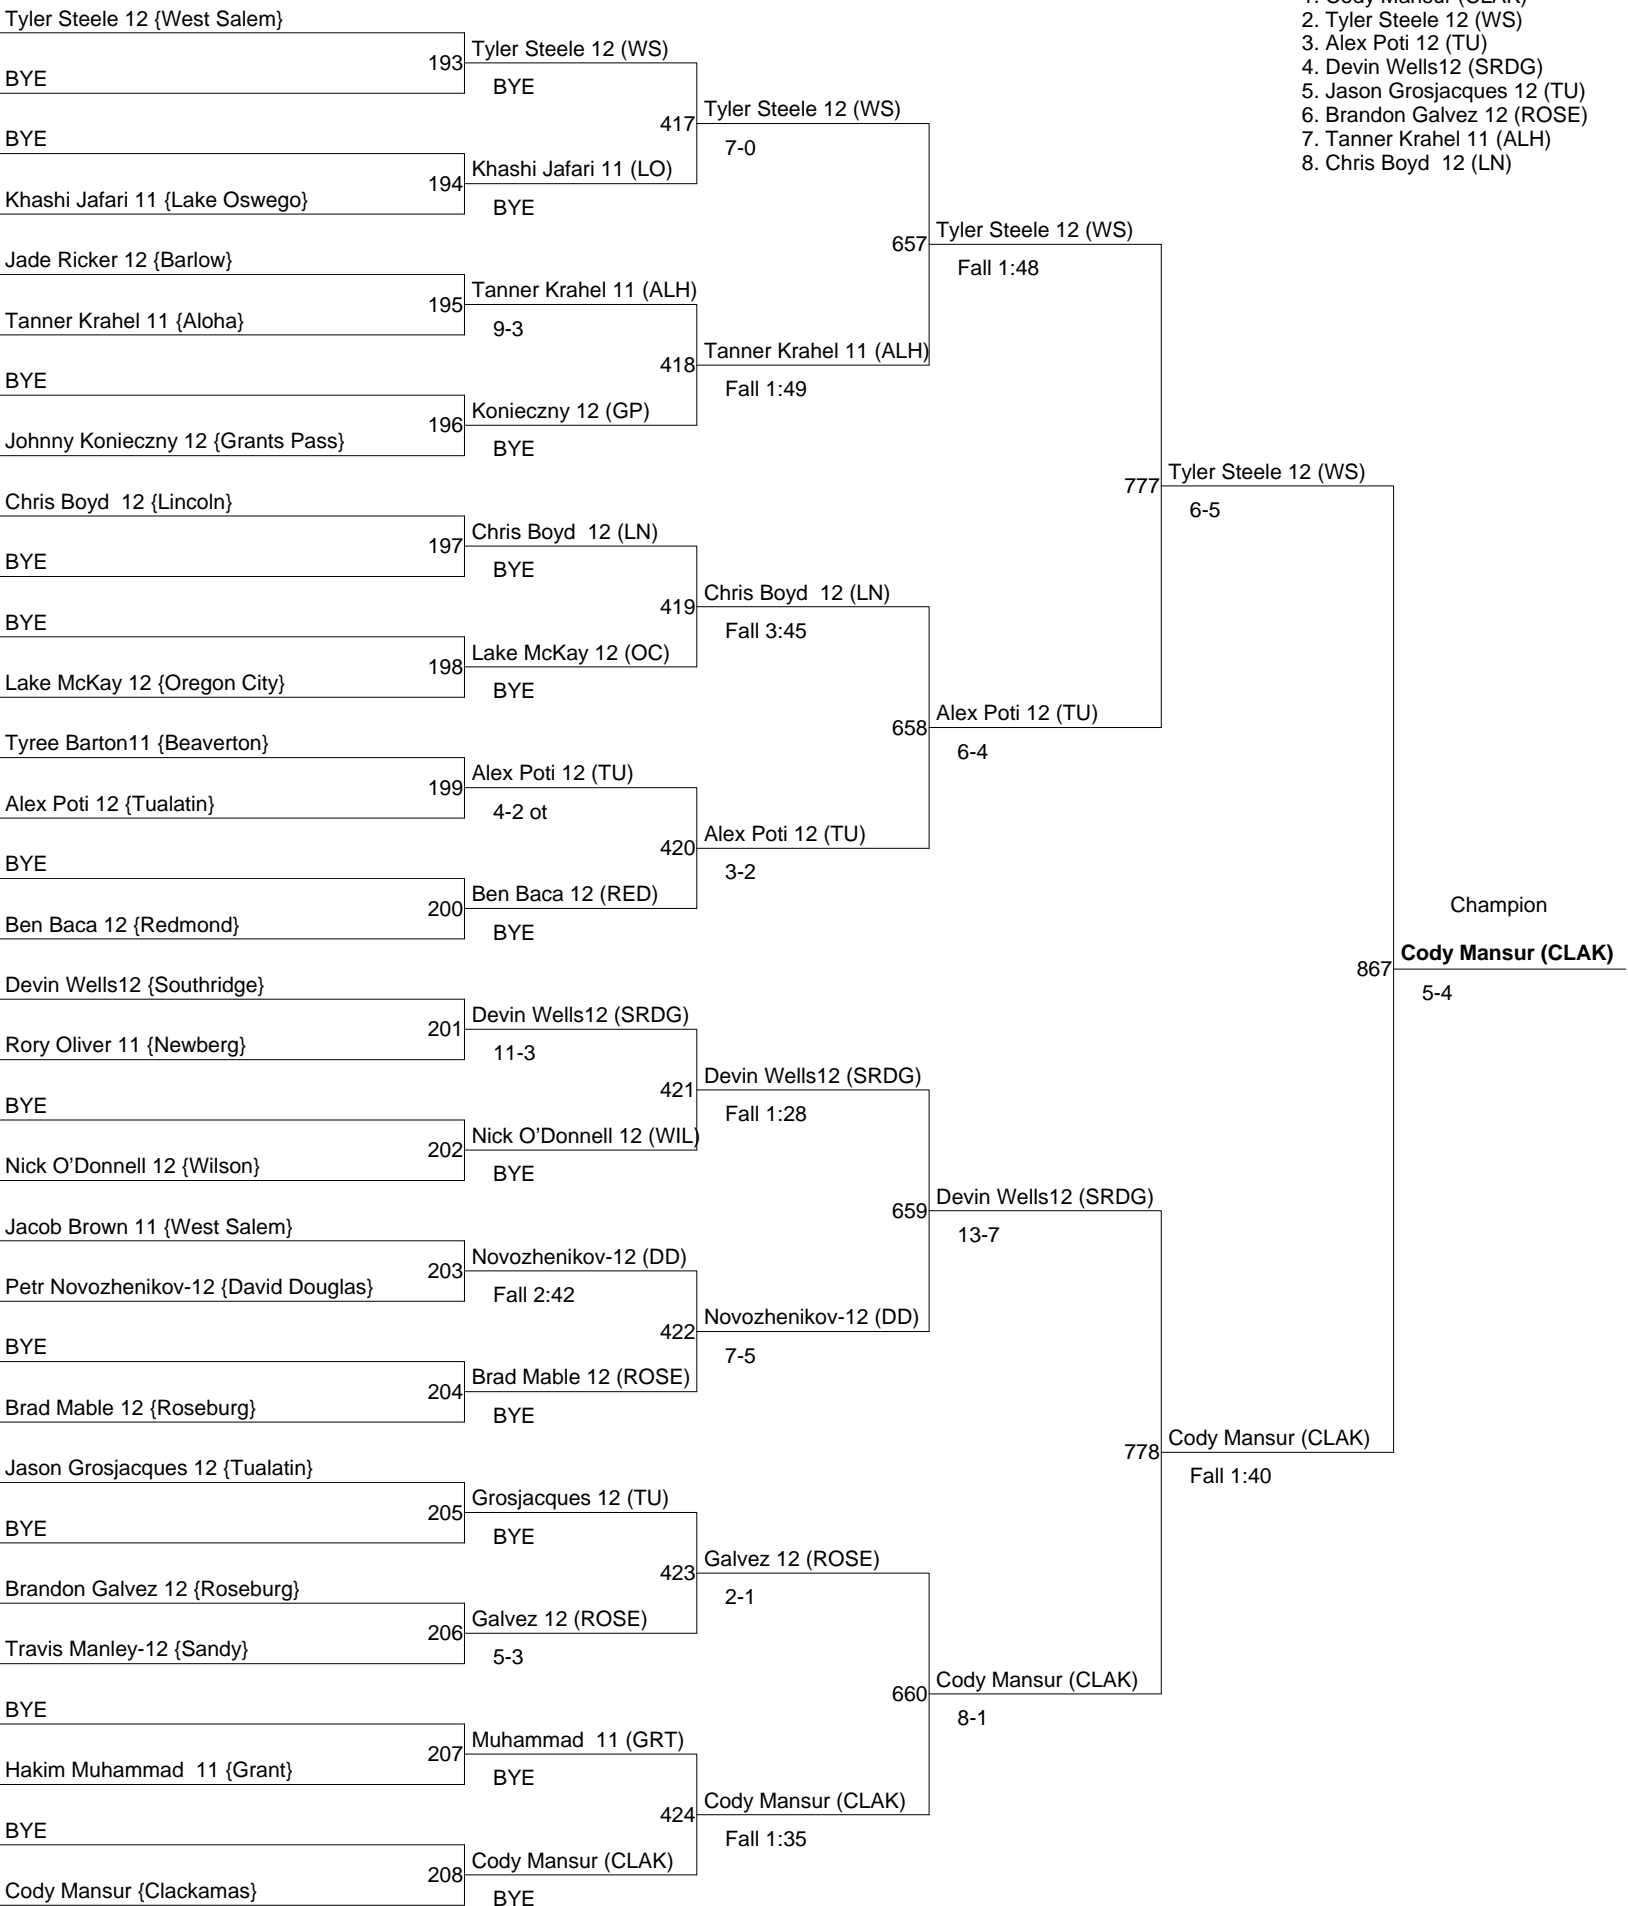 1. Cody Mansur (CLAK)
2. Tyler Steele 12 (WS)
3. Alex Poti 12 (TU)
4. Devin Wells12 (SRDG)
5. Jason Grosjacques 12 (TU)
6. Brandon Galvez 12 (ROSE)
7. Tanner Krahel 11 (ALH)
8. Chris Boyd  12 (LN)
Tyler Steele 12 {West Salem}
BYE
BYE
Khashi Jafari 11 {Lake Oswego}
Jade Ricker 12 {Barlow}
Tanner Krahel 11 {Aloha}
BYE
Johnny Konieczny 12 {Grants Pass}
Chris Boyd  12 {Lincoln}
BYE
BYE
Lake McKay 12 {Oregon City}
Tyree Barton11 {Beaverton}
Alex Poti 12 {Tualatin}
BYE
Ben Baca 12 {Redmond}
Devin Wells12 {Southridge}
Rory Oliver 11 {Newberg}
BYE
Nick O'Donnell 12 {Wilson}
Jacob Brown 11 {West Salem}
Petr Novozhenikov-12 {David Douglas}
BYE
Brad Mable 12 {Roseburg}
Jason Grosjacques 12 {Tualatin}
BYE
Brandon Galvez 12 {Roseburg}
Travis Manley-12 {Sandy}
BYE
Hakim Muhammad  11 {Grant}
BYE
Cody Mansur {Clackamas}
193 Tyler Steele 12 (WS)
BYE
194 Khashi Jafari 11 (LO)
BYE
195 Tanner Krahel 11 (ALH)
9-3
196 Konieczny 12 (GP)
BYE
197 Chris Boyd  12 (LN)
BYE
198 Lake McKay 12 (OC)
BYE
199 Alex Poti 12 (TU)
4-2 ot
200 Ben Baca 12 (RED)
BYE
201 Devin Wells12 (SRDG)
11-3
202 Nick O'Donnell 12 (WIL)
BYE
203 Novozhenikov-12 (DD)
Fall 2:42
204 Brad Mable 12 (ROSE)
BYE
205 Grosjacques 12 (TU)
BYE
206 Galvez 12 (ROSE)
5-3
207 Muhammad  11 (GRT)
BYE
208 Cody Mansur (CLAK)
BYE
417 Tyler Steele 12 (WS)
7-0
418 Tanner Krahel 11 (ALH)
Fall 1:49
419 Chris Boyd  12 (LN)
Fall 3:45
420 Alex Poti 12 (TU)
3-2
421 Devin Wells12 (SRDG)
Fall 1:28
422 Novozhenikov-12 (DD)
7-5
423 Galvez 12 (ROSE)
2-1
424 Cody Mansur (CLAK)
Fall 1:35
657 Tyler Steele 12 (WS)
Fall 1:48
658 Alex Poti 12 (TU)
6-4
659 Devin Wells12 (SRDG)
13-7
660 Cody Mansur (CLAK)
8-1
777 Tyler Steele 12 (WS)
6-5
778 Cody Mansur (CLAK)
Fall 1:40
Champion
867 Cody Mansur (CLAK)
5-4